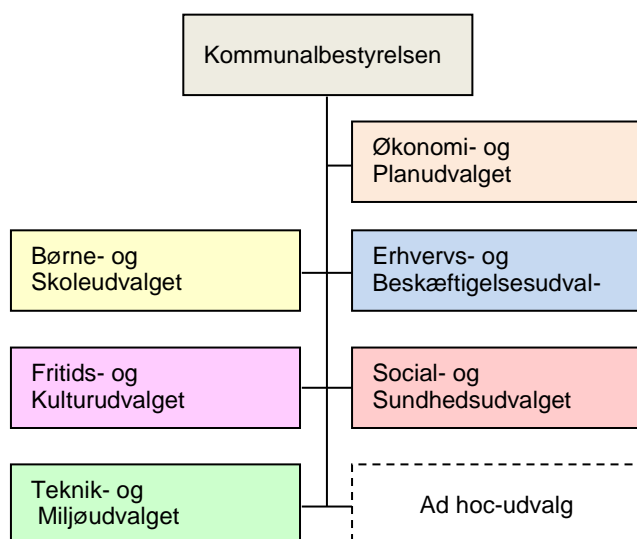 Kommunalbestyrelsen
Økonomi- og
Planudvalget
Børne- og
Skoleudvalget
Erhvervs- og
Beskæftigelsesudval-
Fritids- og
Kulturudvalget
Social- og
Sundhedsudvalget
Teknik- og
Miljøudvalget
Ad hoc-udvalg